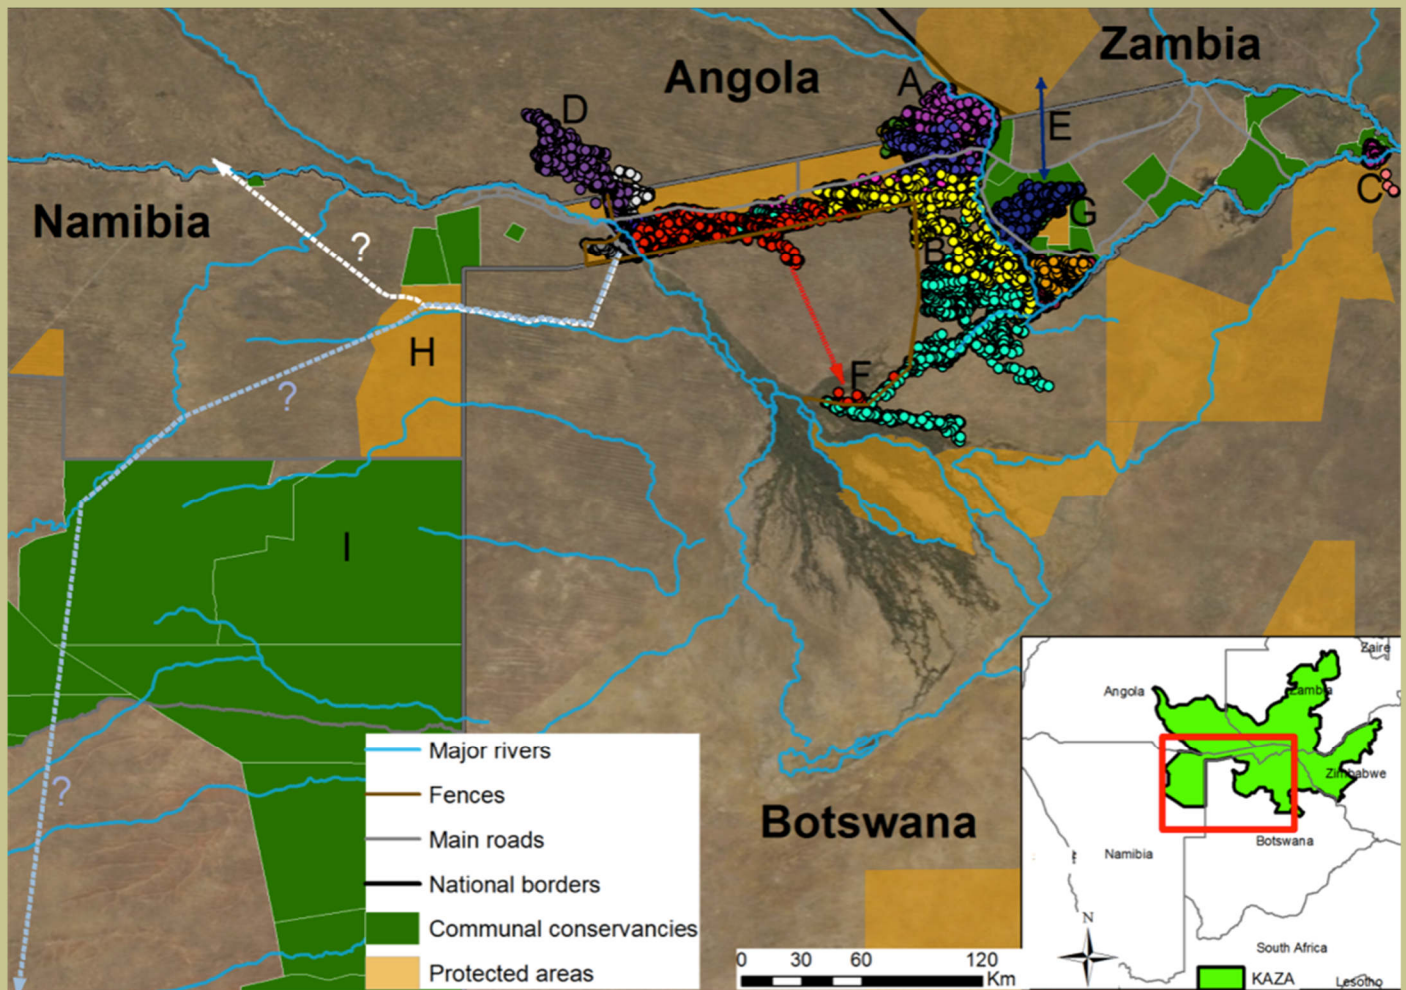 Zambia
Angola
A
D
E
C
Namibia
G
?
B
H
F
?
I
?
Botswana
Major rivers
Fences
Main roads
National borders
Communal conservancies
Protected areas
0 30 60 120
Km
Zaire
Angola
Zambia
Zimbabwe
Botswana
Namibia
N
South Africa
KAZA
Lesotho